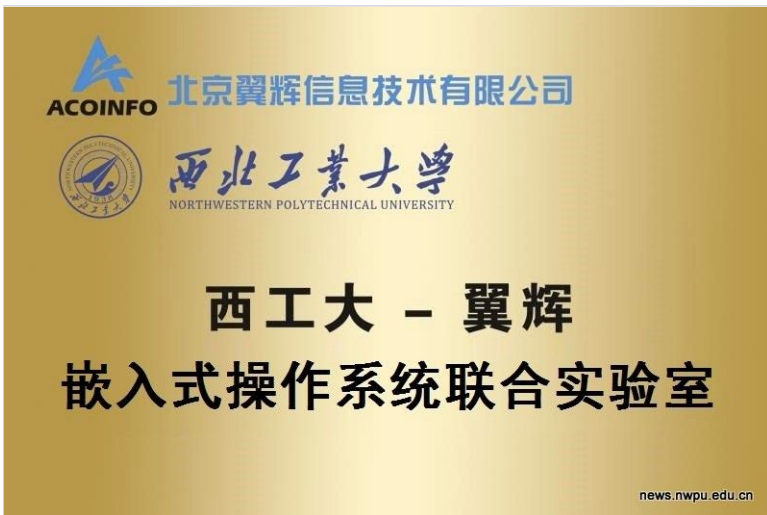 ACOINFO 北京翼辉信息技术有限公司
西北工业大学
NORTHWESTERN POLYTECHNICAL UNIVERSITY
西工大 – 翼辉
嵌入式操作系统联合实验室
news.nwpu.edu.cn